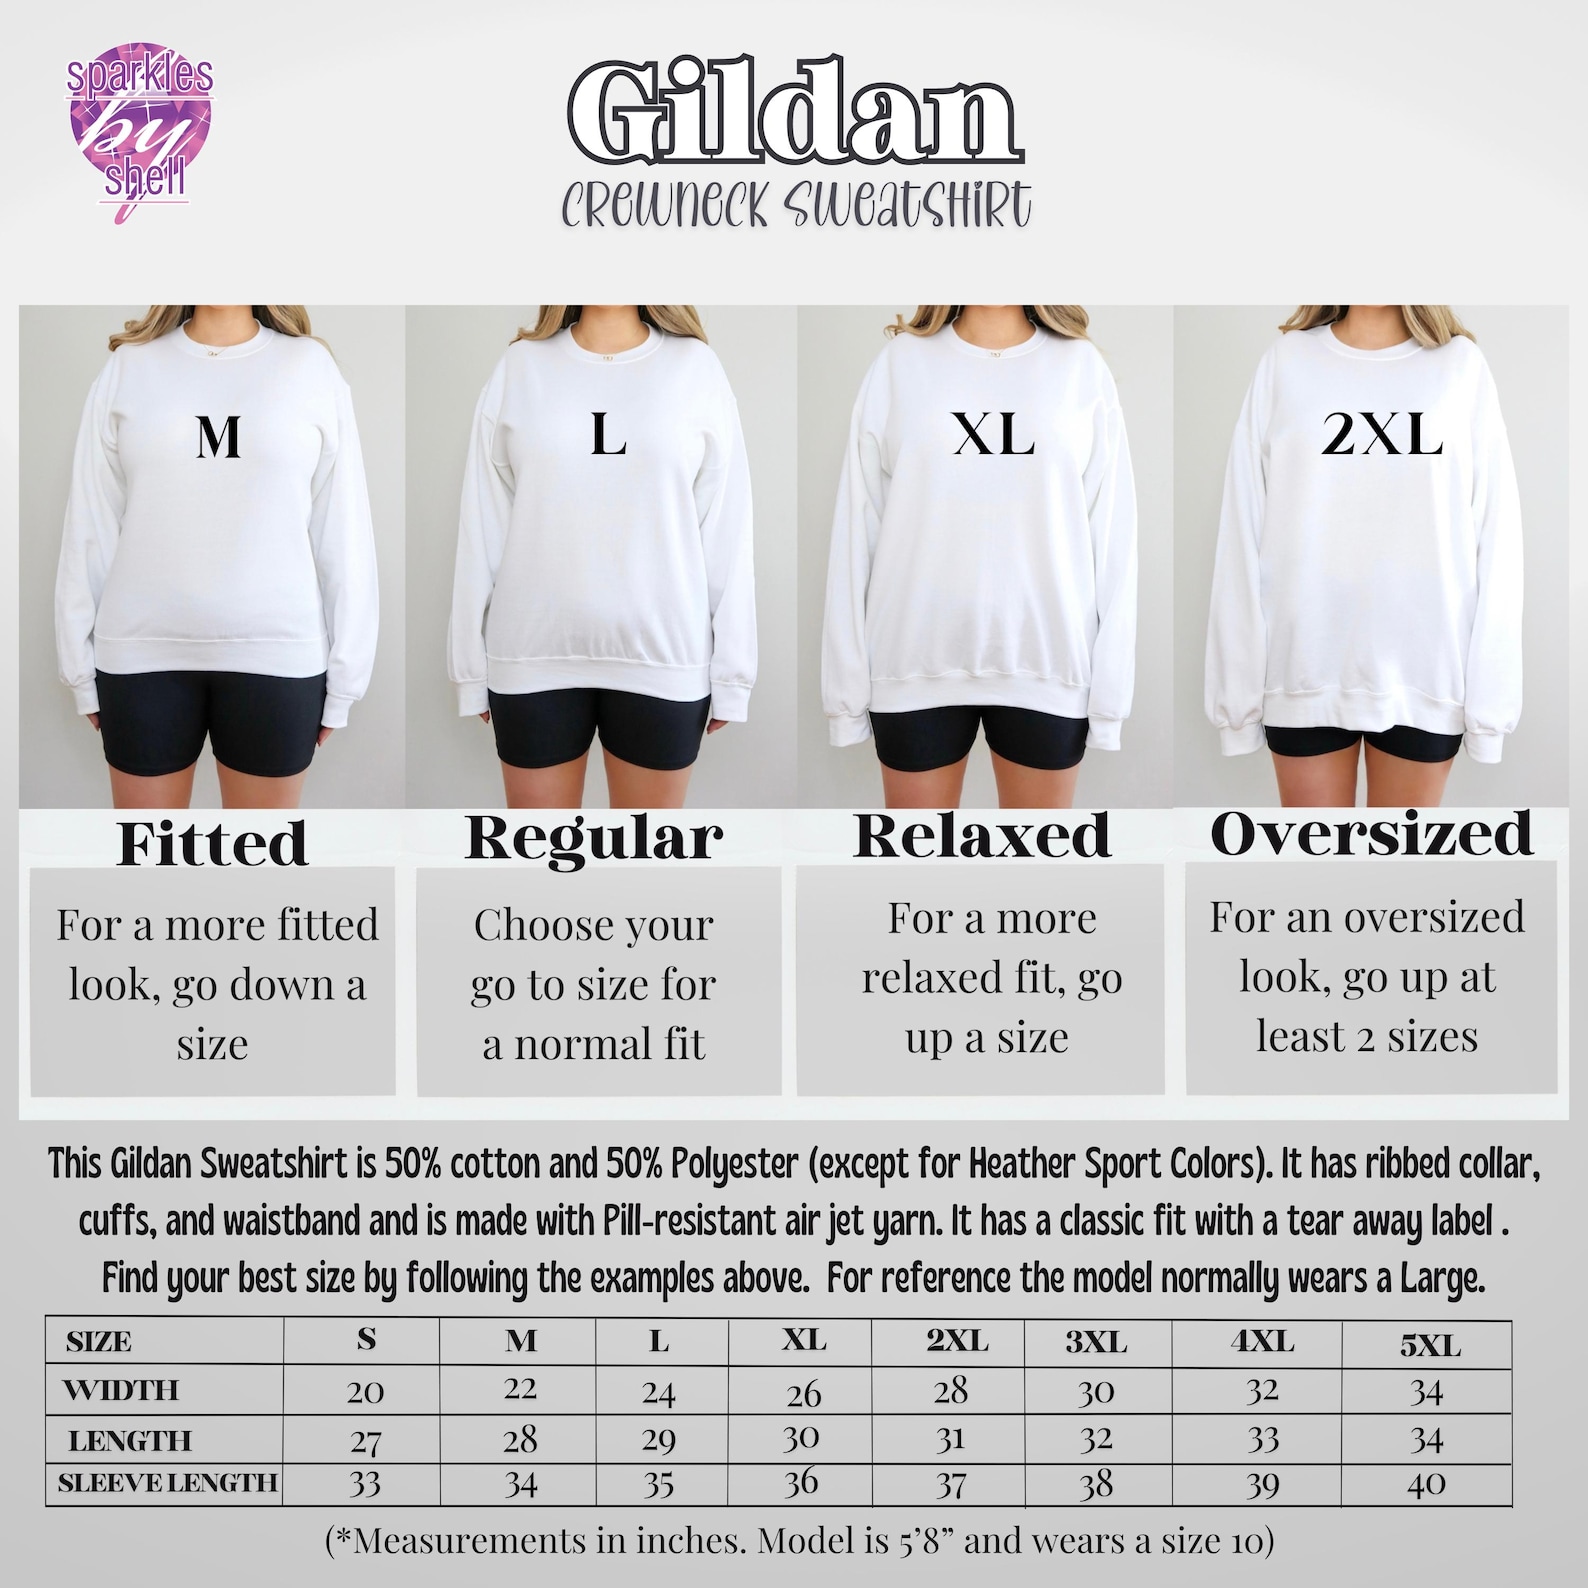 sparkles
by
shell
Gildan
CREWNECK SWEATSHIRT
M
L
XL
2XL
Fitted
For a more fitted
look, go down a
size
Regular
Choose your
go to size for
a normal fit
Relaxed
For a more
relaxed fit, go
up a size
Oversized
For an oversized
look, go up at
least 2 sizes
This Gildan Sweatshirt is 50% cotton and 50% Polyester (except for Heather Sport Colors). It has ribbed collar,
cuffs, and waistband and is made with Pill-resistant air jet yarn. It has a classic fit with a tear away label .
Find your best size by following the examples above. For reference the model normally wears a Large.
SIZE S M L XL 2XL 3XL 4XL 5XL
WIDTH 20 22 24 26 28 30 32 34
LENGTH 27 28 29 30 31 32 33 34
SLEEVE LENGTH 33 34 35 36 37 38 39 40
(*Measurements in inches. Model is 5’8” and wears a size 10)